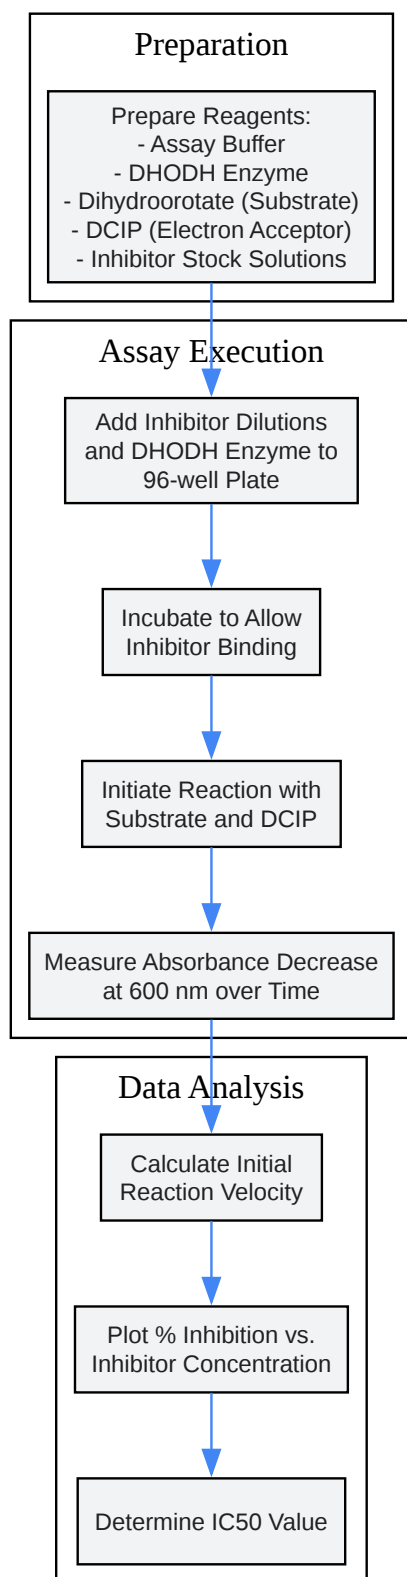 Preparation
Prepare Reagents:
- Assay Buffer
- DHODH Enzyme
- Dihydroorotate (Substrate)
- DCIP (Electron Acceptor)
- Inhibitor Stock Solutions
Assay Execution
Add Inhibitor Dilutions
and DHODH Enzyme to
96-well Plate
Incubate to Allow
Inhibitor Binding
Initiate Reaction with
Substrate and DCIP
Measure Absorbance Decrease
at 600 nm over Time
Data Analysis
Calculate Initial
Reaction Velocity
Plot % Inhibition vs.
Inhibitor Concentration
Determine IC50 Value